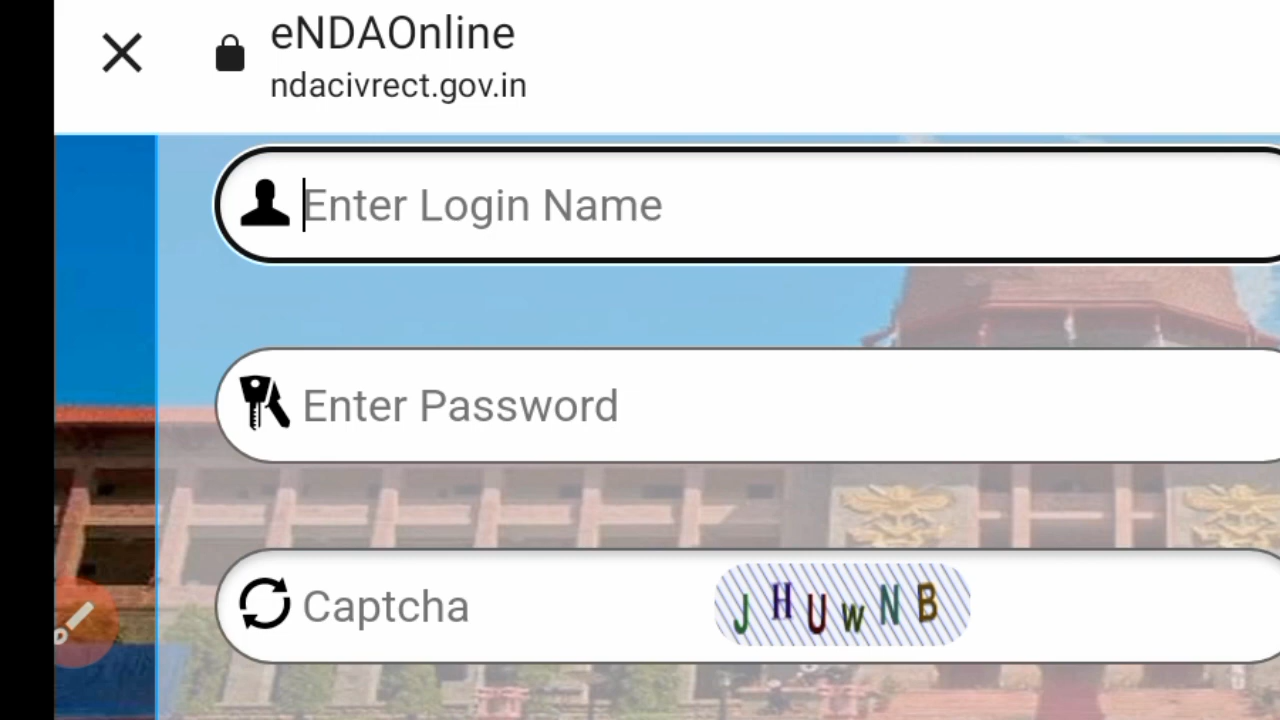 eNDAOnline
ndacivrect.gov.in
Enter Login Name
Enter Password
Captcha
JHUwNB